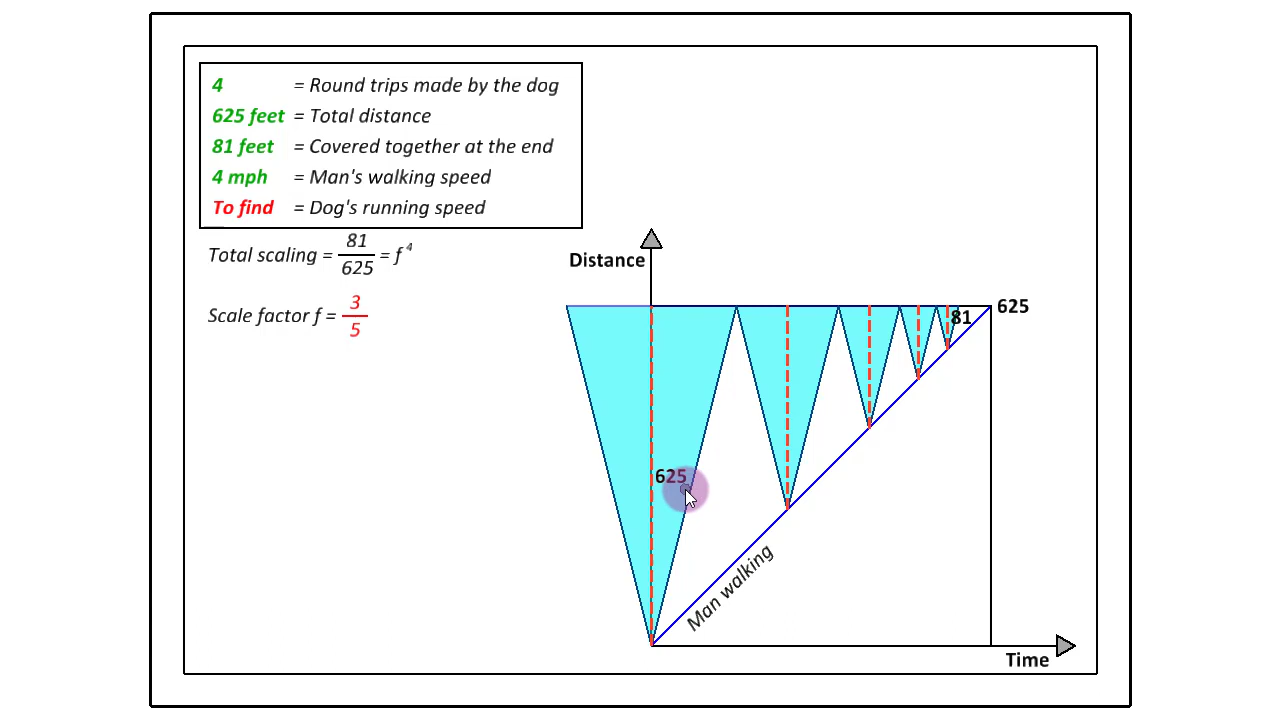 4 = Round trips made by the dog
625 feet = Total distance
81 feet = Covered together at the end
4 mph = Man's walking speed
To find = Dog's running speed
Total scaling = 81/625 = f⁴
Scale factor f = 3/5
Distance
625
81
625
Man walking
Time